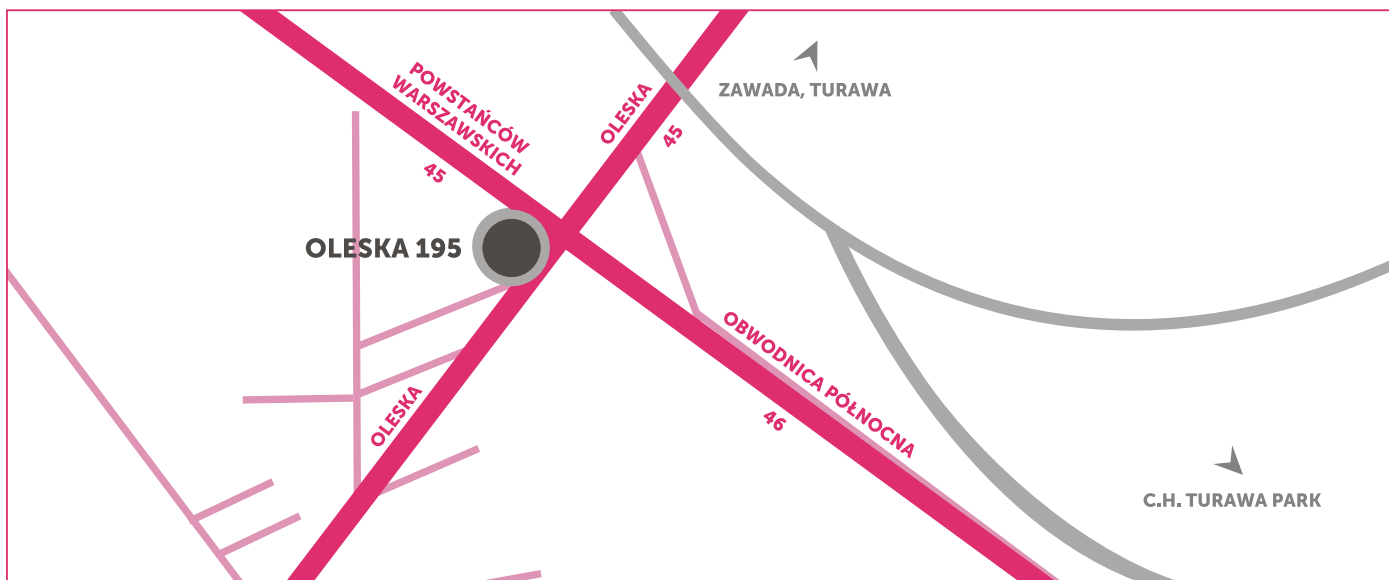 POWSTAŃCÓW
WARSZAWSKICH
45
OLESKA
45
ZAWADA, TURAWA
OLESKA 195
OBWODNICA PÓŁNOCNA
46
OLESKA
C.H. TURAWA PARK